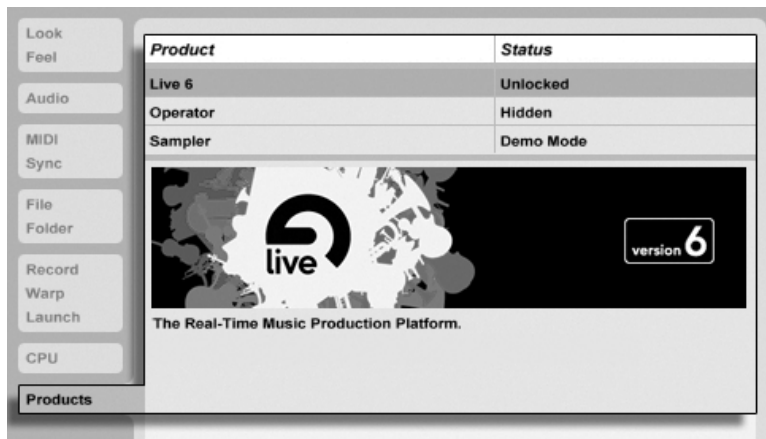 Look
Feel
Audio
MIDI
Sync
File
Folder
Record
Warp
Launch
CPU
Products
Product Status
Live 6 Unlocked
Operator Hidden
Sampler Demo Mode
live
version 6
The Real-Time Music Production Platform.